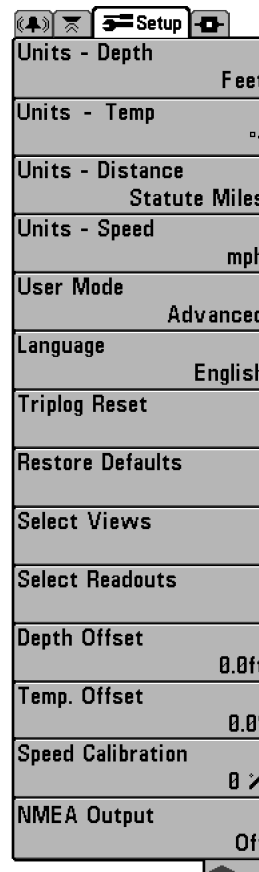 Setup
Units - Depth
Feet
Units - Temp
Units - Distance
Statute Miles
Units - Speed
mph
User Mode
Advanced
Language
English
Triplog Reset
Restore Defaults
Select Views
Select Readouts
Depth Offset
0.0ft
Temp. Offset
0.0°
Speed Calibration
0 %
NMEA Output
Of